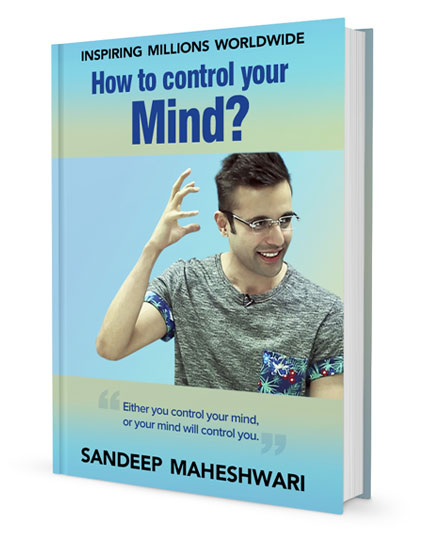 INSPIRING MILLIONS WORLDWIDE
How to control your
Mind?
“ Either you control your mind,
or your mind will control you. ”
SANDEEP MAHESHWARI